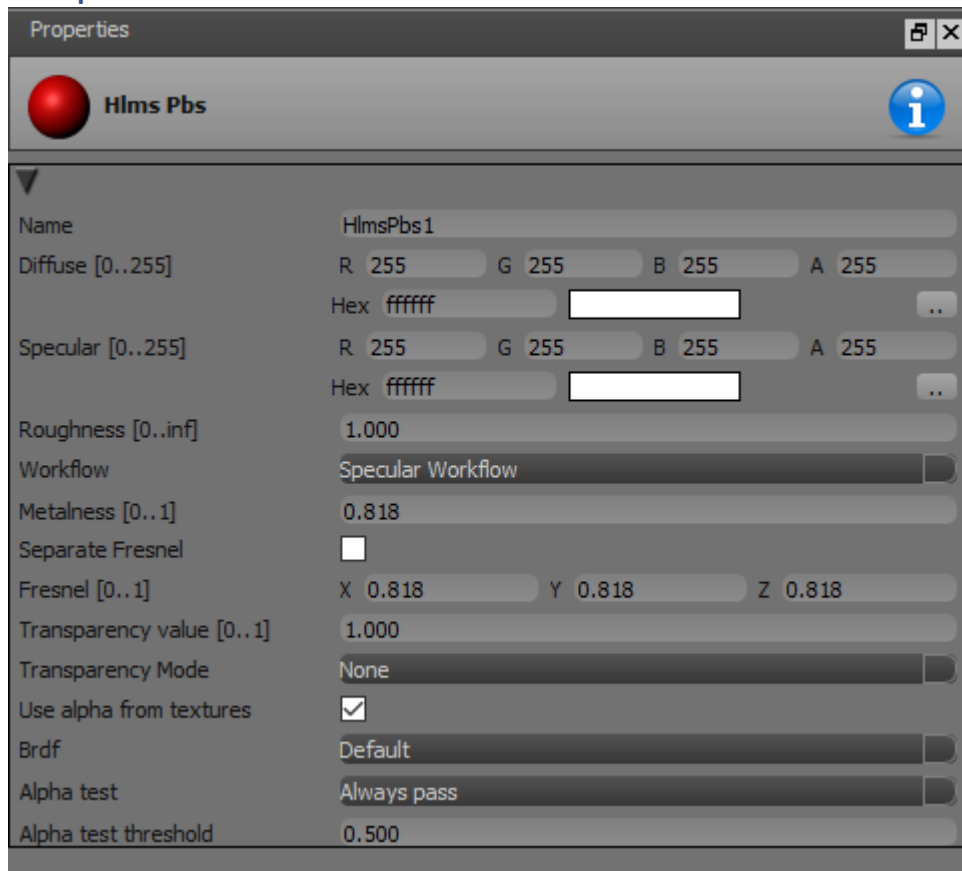 Properties
Hlms Pbs
Name HlmsPbs1
Diffuse [0..255] R 255 G 255 B 255 A 255
Hex ffffff ..
Specular [0..255] R 255 G 255 B 255 A 255
Hex ffffff ..
Roughness [0..inf] 1.000
Workflow Specular Workflow
Metalness [0..1] 0.818
Separate Fresnel
Fresnel [0..1] X 0.818 Y 0.818 Z 0.818
Transparency value [0..1] 1.000
Transparency Mode None
Use alpha from textures
Brdf Default
Alpha test Always pass
Alpha test threshold 0.500